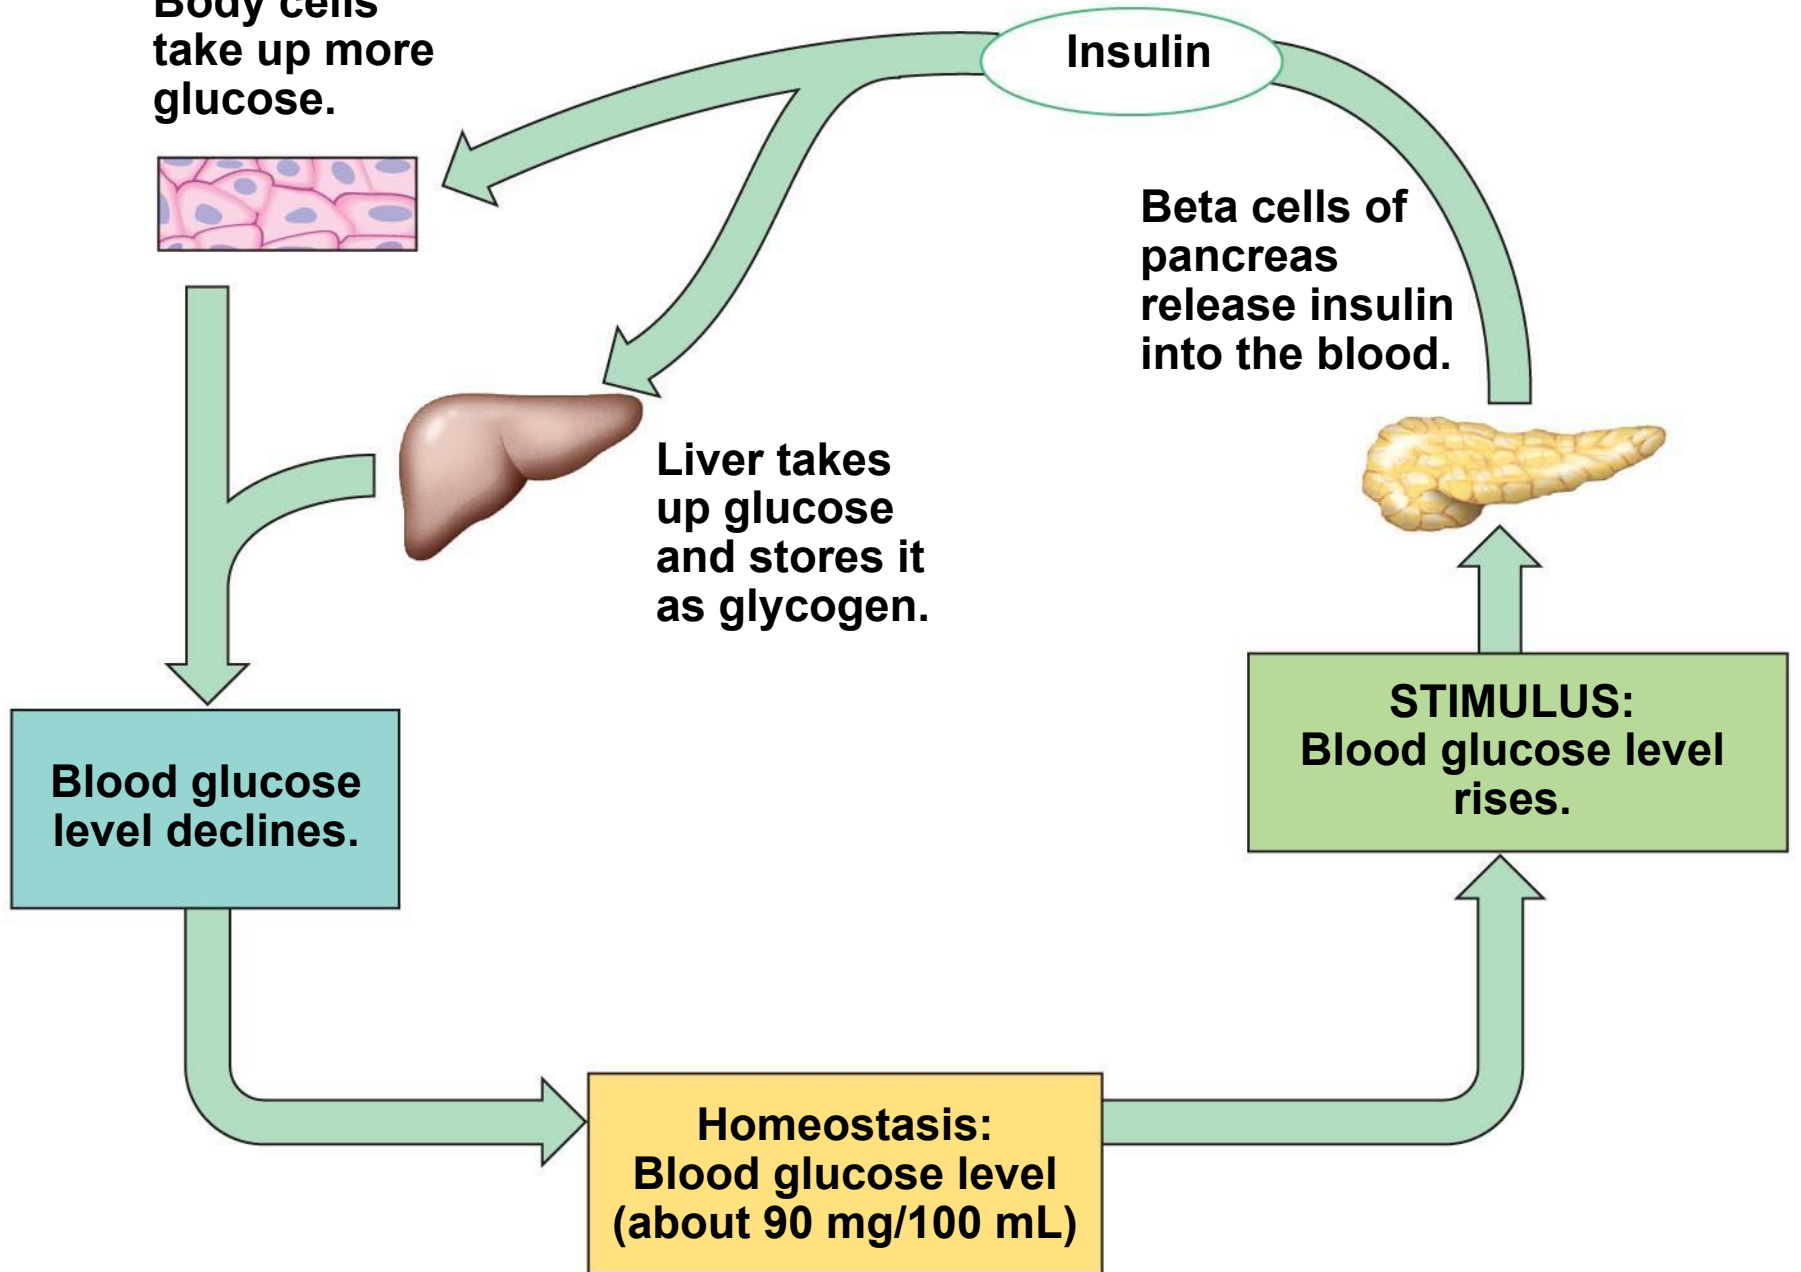 Body cells
take up more
glucose.
Insulin
Beta cells of
pancreas
release insulin
into the blood.
Liver takes
up glucose
and stores it
as glycogen.
STIMULUS:
Blood glucose level
rises.
Blood glucose
level declines.
Homeostasis:
Blood glucose level
(about 90 mg/100 mL)